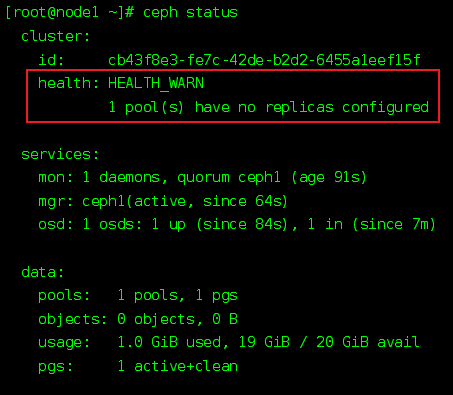 [root@node1 ~]# ceph status
cluster:
id: cb43f8e3-fe7c-42de-b2d2-6455a1eef15f
health: HEALTH_WARN
1 pool(s) have no replicas configured
services:
mon: 1 daemons, quorum ceph1 (age 91s)
mgr: ceph1(active, since 64s)
osd: 1 osds: 1 up (since 84s), 1 in (since 7m)
data:
pools: 1 pools, 1 pgs
objects: 0 objects, 0 B
usage: 1.0 GiB used, 19 GiB / 20 GiB avail
pgs: 1 active+clean